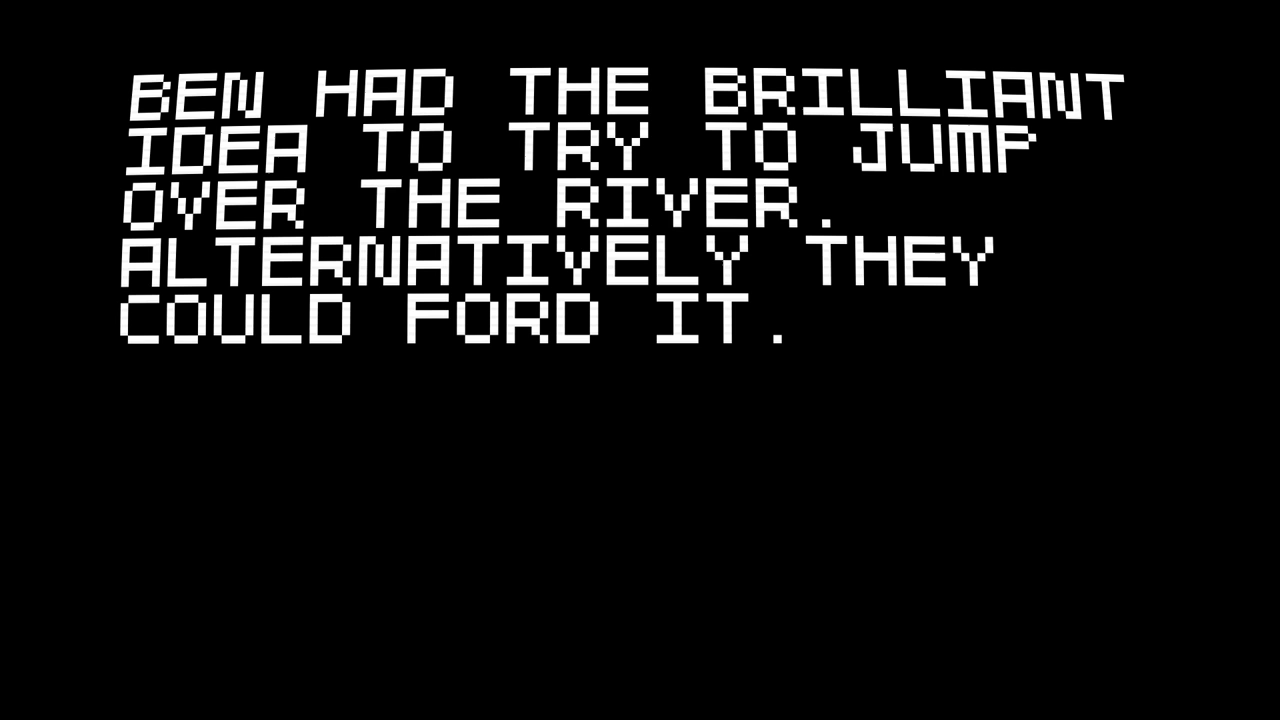 BEN HAD THE BRILLIANT
IDEA TO TRY TO JUMP
OVER THE RIVER.
ALTERNATIVELY THEY
COULD FORD IT.